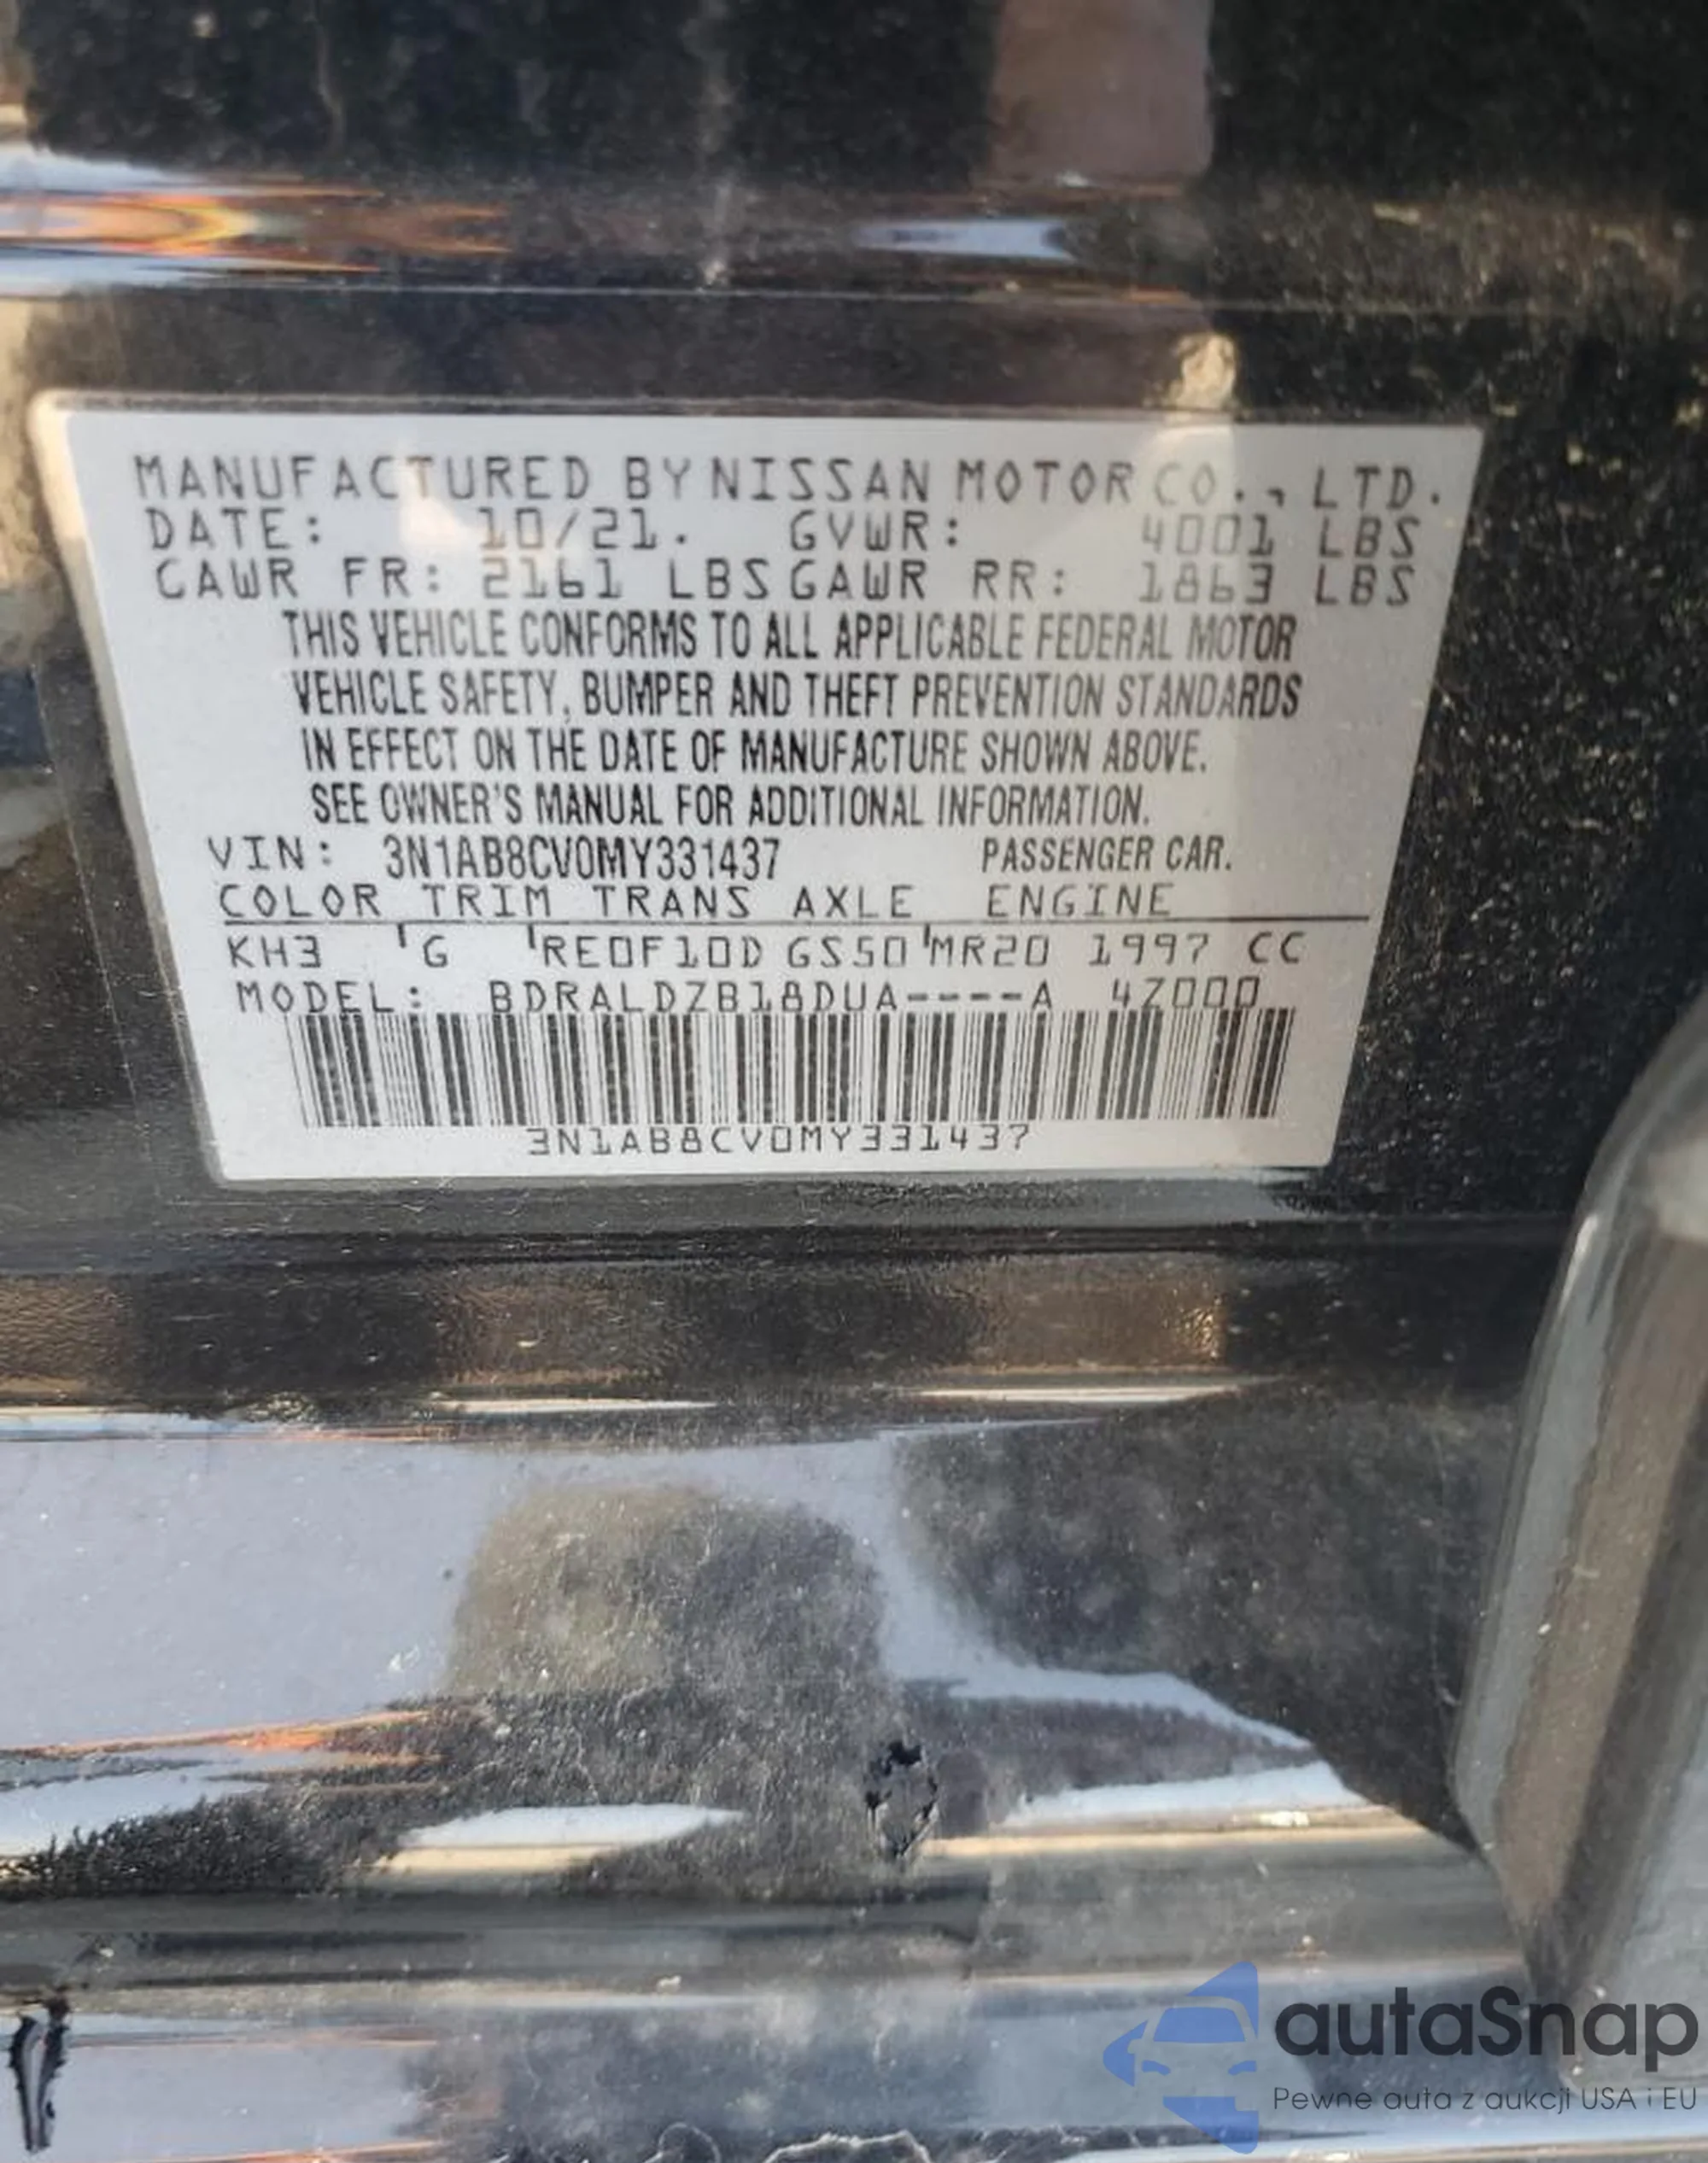 MANUFACTURED BY NISSAN MOTOR CO., LTD.
DATE: 10/21. GVWR: 4001 LBS
GAWR FR: 2161 LBS GAWR RR: 1863 LBS
THIS VEHICLE CONFORMS TO ALL APPLICABLE FEDERAL MOTOR
VEHICLE SAFETY, BUMPER AND THEFT PREVENTION STANDARDS
IN EFFECT ON THE DATE OF MANUFACTURE SHOWN ABOVE.
SEE OWNER'S MANUAL FOR ADDITIONAL INFORMATION.
VIN: 3N1AB8CV0MY331437 PASSENGER CAR.
COLOR TRIM TRANS AXLE ENGINE
KH3 G RE0F10D GS50 MR20 1997 CC
MODEL: BDRALDZB18DUA----A 4Z000
3N1AB8CV0MY331437
autaSnap
Pewne auta z aukcji USA i EU